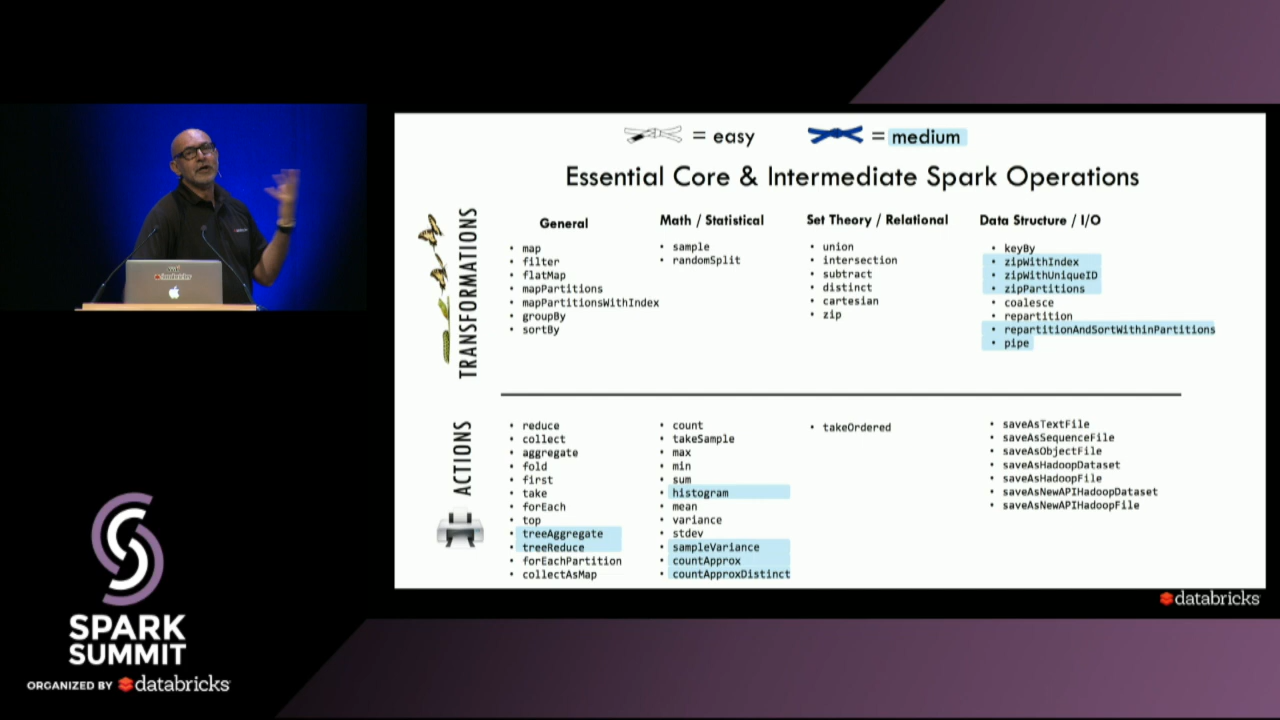 = easy
= medium
Essential Core & Intermediate Spark Operations
TRANSFORMATIONS
General
• map
• filter
• flatMap
• mapPartitions
• mapPartitionsWithIndex
• groupBy
• sortBy
Math / Statistical
• sample
• randomSplit
Set Theory / Relational
• union
• intersection
• subtract
• distinct
• cartesian
• zip
Data Structure / I/O
• keyBy
• zipWithIndex
• zipWithUniqueID
• zipPartitions
• coalesce
• repartition
• repartitionAndSortWithinPartitions
• pipe
ACTIONS
• reduce
• collect
• aggregate
• fold
• first
• take
• forEach
• top
• treeAggregate
• treeReduce
• forEachPartition
• collectAsMap
• count
• takeSample
• max
• min
• sum
• histogram
• mean
• variance
• stdev
• sampleVariance
• countApprox
• countApproxDistinct
• takeOrdered
• saveAsTextFile
• saveAsSequenceFile
• saveAsObjectFile
• saveAsHadoopDataset
• saveAsHadoopFile
• saveAsNewAPIHadoopDataset
• saveAsNewAPIHadoopFile
databricks
SPARK
SUMMIT
ORGANIZED BY databricks